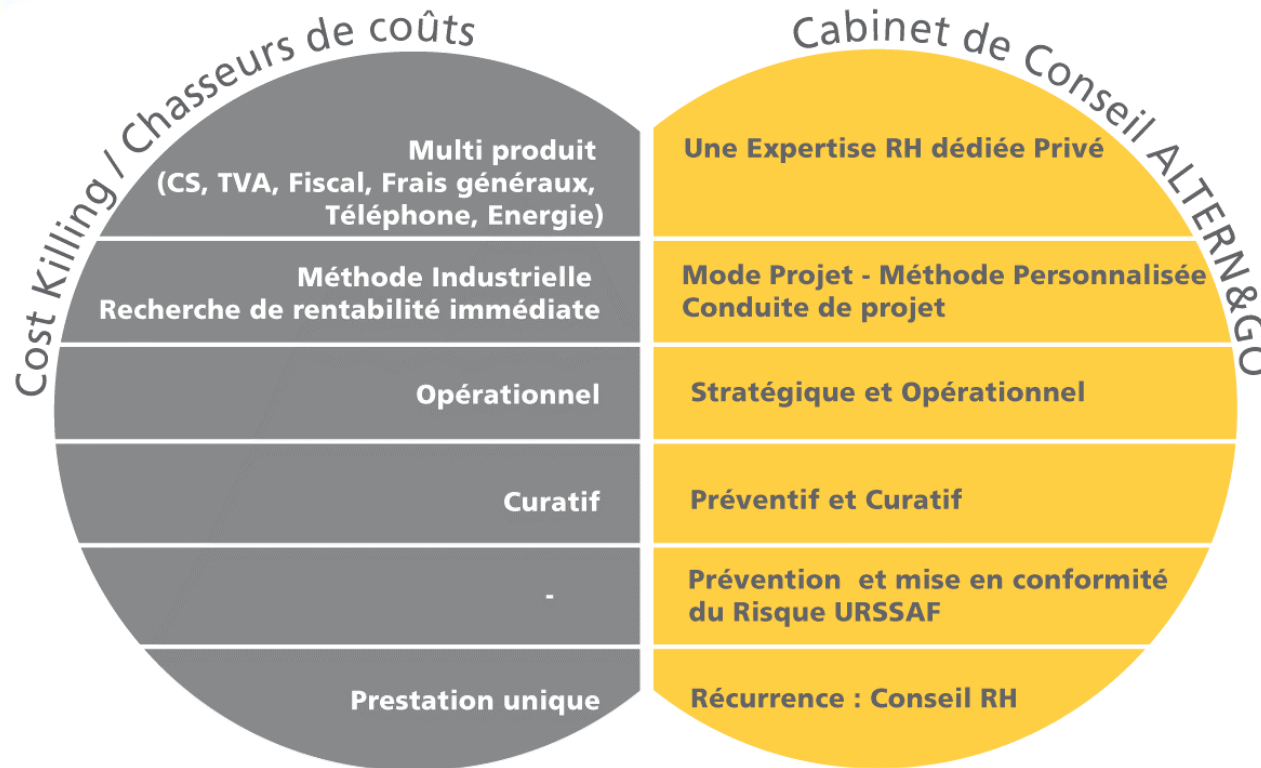 Cost Killing / Chasseurs de coûts
Cabinet de Conseil ALTERN&GO
Multi produit
(CS, TVA, Fiscal, Frais généraux,
Téléphone, Energie)
Une Expertise RH dédiée Privé
Méthode Industrielle
Recherche de rentabilité immédiate
Mode Projet - Méthode Personnalisée
Conduite de projet
Opérationnel
Stratégique et Opérationnel
Curatif
Préventif et Curatif
-
Prévention et mise en conformité
du Risque URSSAF
Prestation unique
Récurrence : Conseil RH